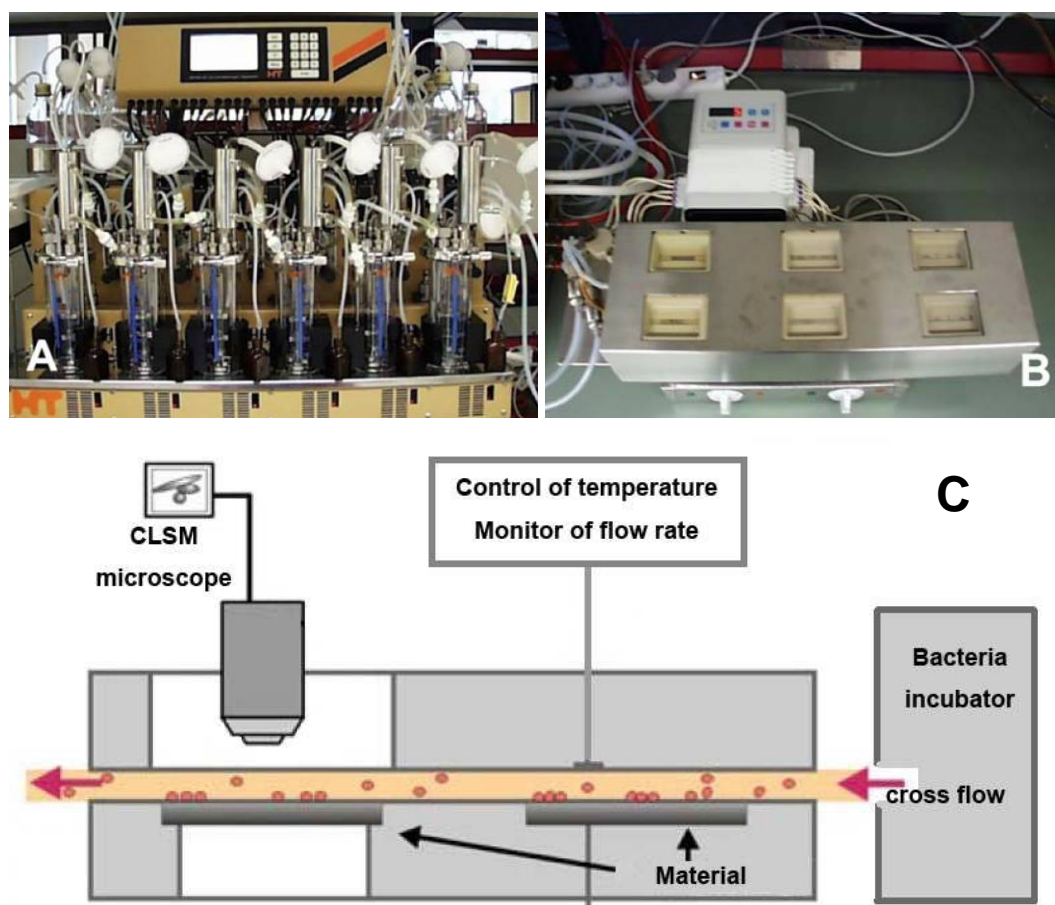 HT
A
HT
B
C
Control of temperature
Monitor of flow rate
CLSM
microscope
Bacteria
incubator
cross flow
Material